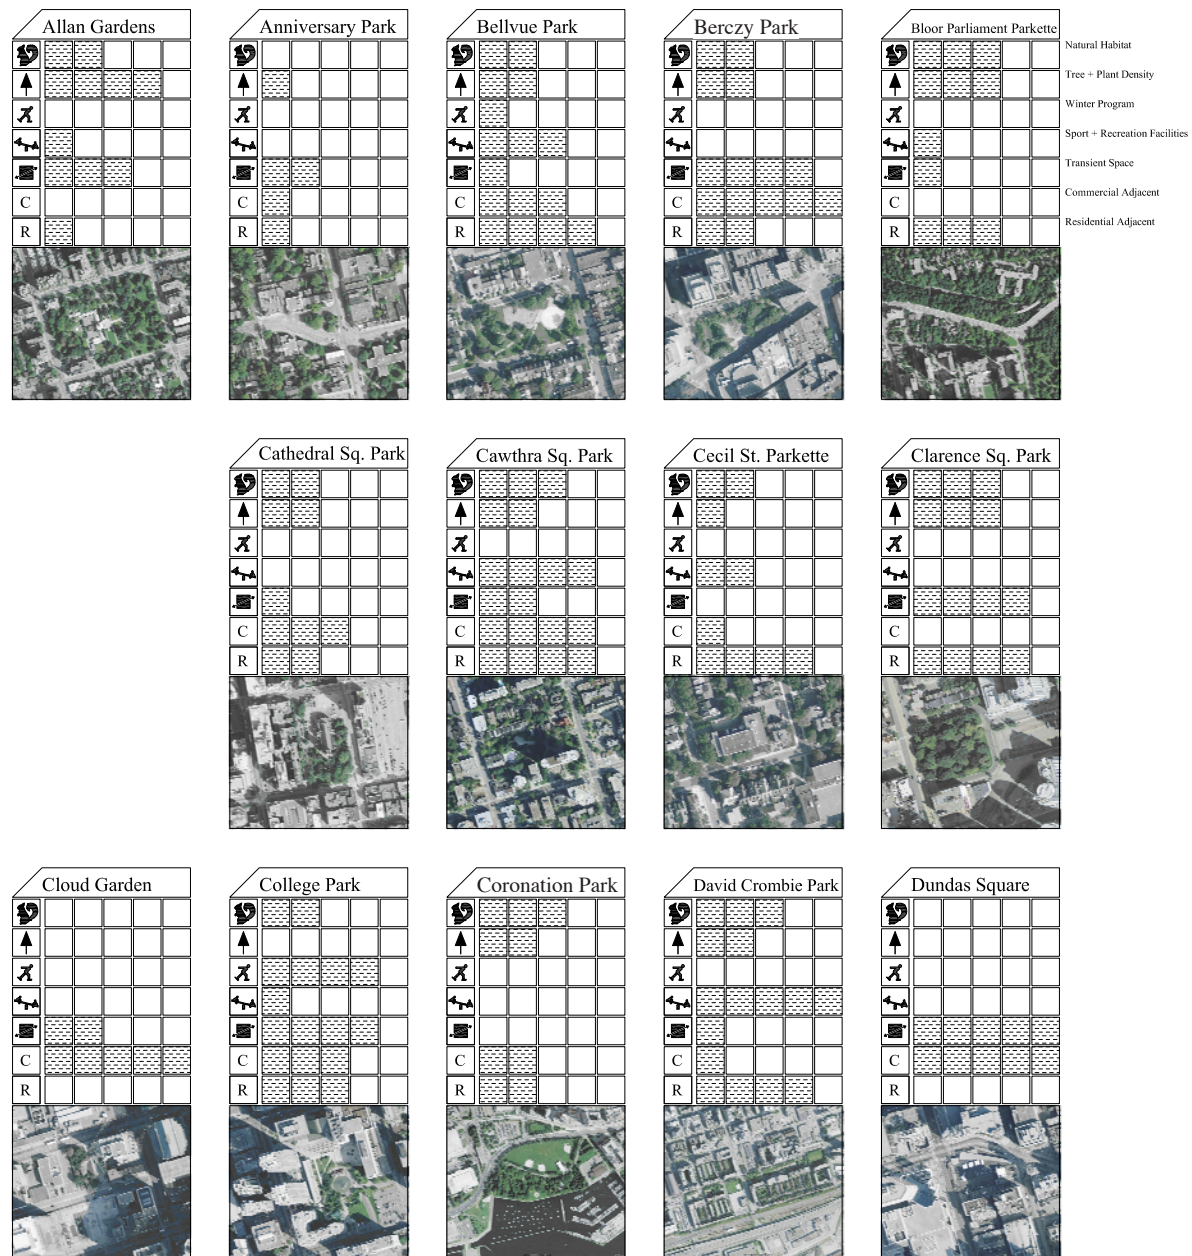 Allan Gardens
Anniversary Park
Bellvue Park
Berczy Park
Bloor Parliament Parkette
Natural Habitat
Tree + Plant Density
Winter Program
Sport + Recreation Facilities
Transient Space
C
C
C
C
C
Commercial Adjacent
R
R
R
R
R
Residential Adjacent
Cathedral Sq. Park
Cawthra Sq. Park
Cecil St. Parkette
Clarence Sq. Park
C
C
C
C
R
R
R
R
Cloud Garden
College Park
Coronation Park
David Crombie Park
Dundas Square
C
C
C
C
C
R
R
R
R
R